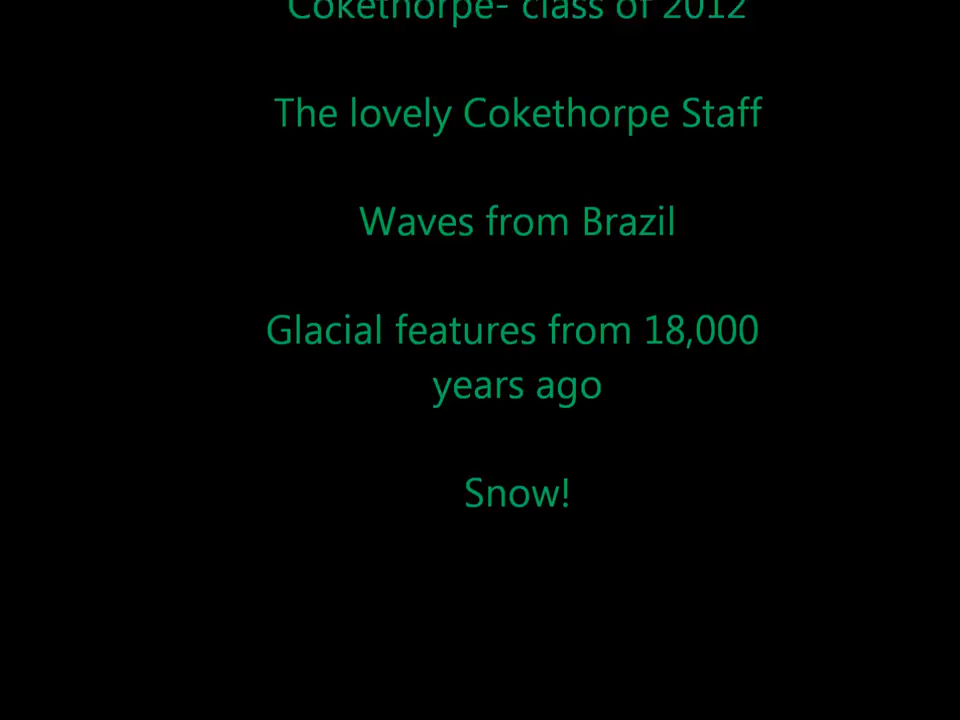 Cokethorpe- class of 2012
The lovely Cokethorpe Staff
Waves from Brazil
Glacial features from 18,000
years ago
Snow!